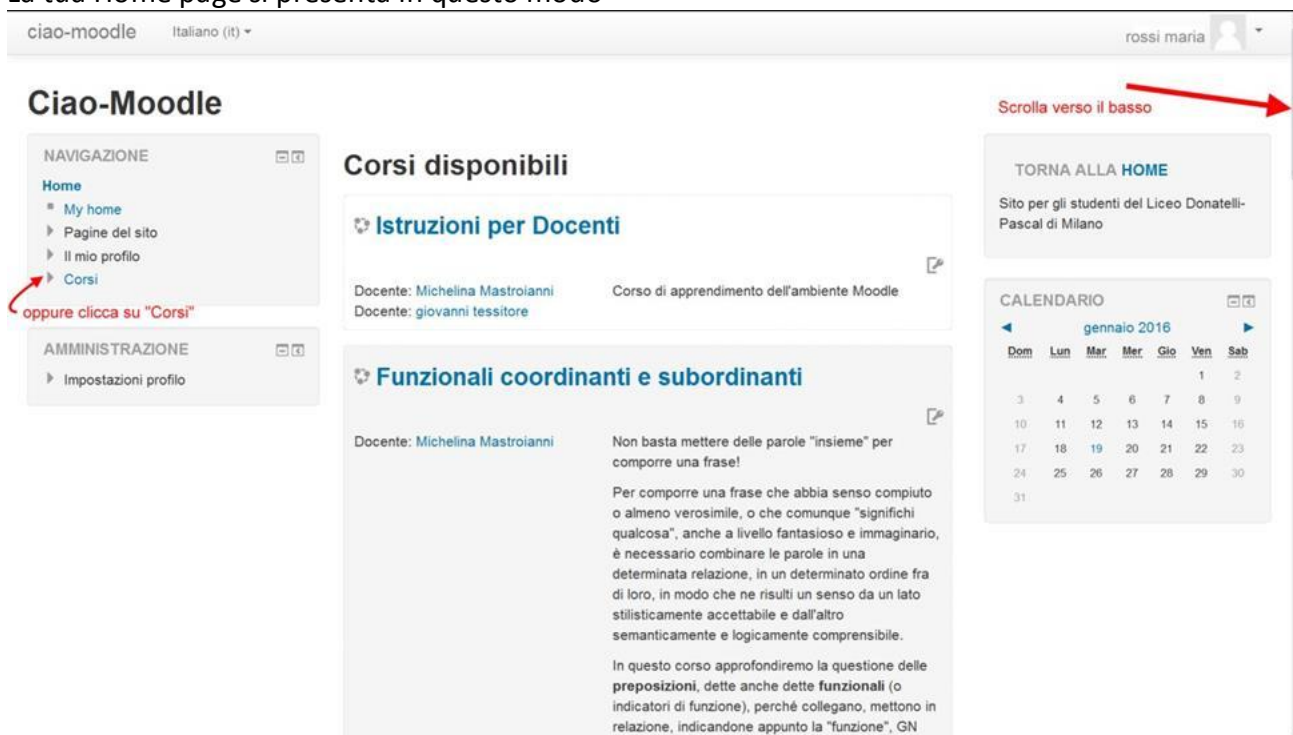 La tua Home page si presenta in questo modo
ciao-moodle Italiano (it)
rossi maria
Ciao-Moodle
Scrolla verso il basso
NAVIGAZIONE
Home
My home
Pagine del sito
Il mio profilo
Corsi
oppure clicca su "Corsi"
AMMINISTRAZIONE
Impostazioni profilo
Corsi disponibili
Istruzioni per Docenti
Docente: Michelina Mastroianni
Docente: giovanni tessitore
Corso di apprendimento dell'ambiente Moodle
Funzionali coordinanti e subordinanti
Docente: Michelina Mastroianni
Non basta mettere delle parole "insieme" per
comporre una frase!
Per comporre una frase che abbia senso compiuto
o almeno verosimile, o che comunque "significhi
qualcosa", anche a livello fantasioso e immaginario,
è necessario combinare le parole in una
determinata relazione, in un determinato ordine fra
di loro, in modo che ne risulti un senso da un lato
stilisticamente accettabile e dall'altro
semanticamente e logicamente comprensibile.
In questo corso approfondiremo la questione delle
preposizioni, dette anche dette funzionali (o
indicatori di funzione), perché collegano, mettono in
relazione, indicandone appunto la "funzione", GN
TORNA ALLA HOME
Sito per gli studenti del Liceo Donatelli-
Pascal di Milano
CALENDARIO
gennaio 2016
Dom Lun Mar Mer Gio Ven Sab
1 2
3 4 5 6 7 8 9
10 11 12 13 14 15 16
17 18 19 20 21 22 23
24 25 26 27 28 29 30
31